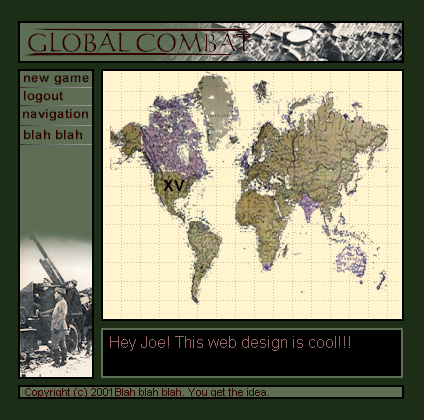 GLOBAL COMBAT
new game
logout
navigation
blah blah
XV
Hey Joe! This web design is cool!!!
Copyright (c) 2001Blah blah blah. You get the idea.